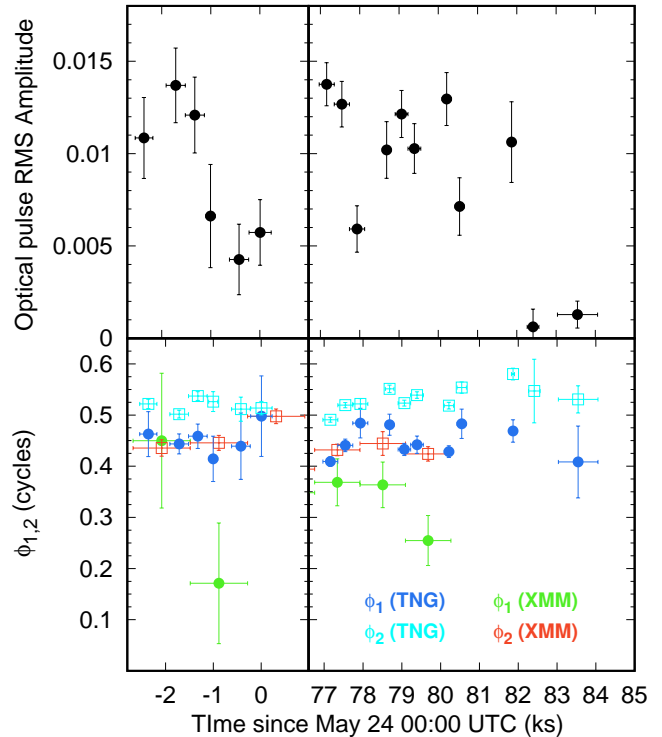 Optical pulse RMS Amplitude
0.015
0.01
0.005
0
ϕ1,2 (cycles)
0.6
0.5
0.4
0.3
0.2
0.1
ϕ1 (TNG) ϕ1 (XMM)
ϕ2 (TNG) ϕ2 (XMM)
-2 -1 0 77 78 79 80 81 82 83 84 85
TIme since May 24 00:00 UTC (ks)